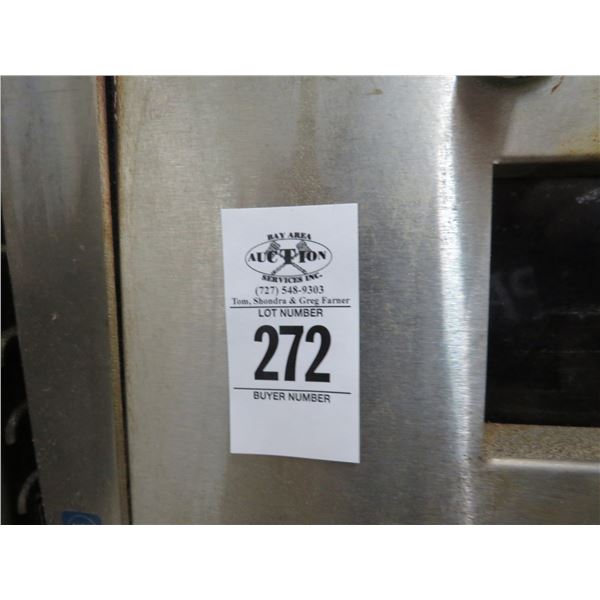 BAY AREA
AUCTION
SERVICES INC.
(727) 548-9303
Tom, Shondra & Greg Farner
LOT NUMBER
272
BUYER NUMBER